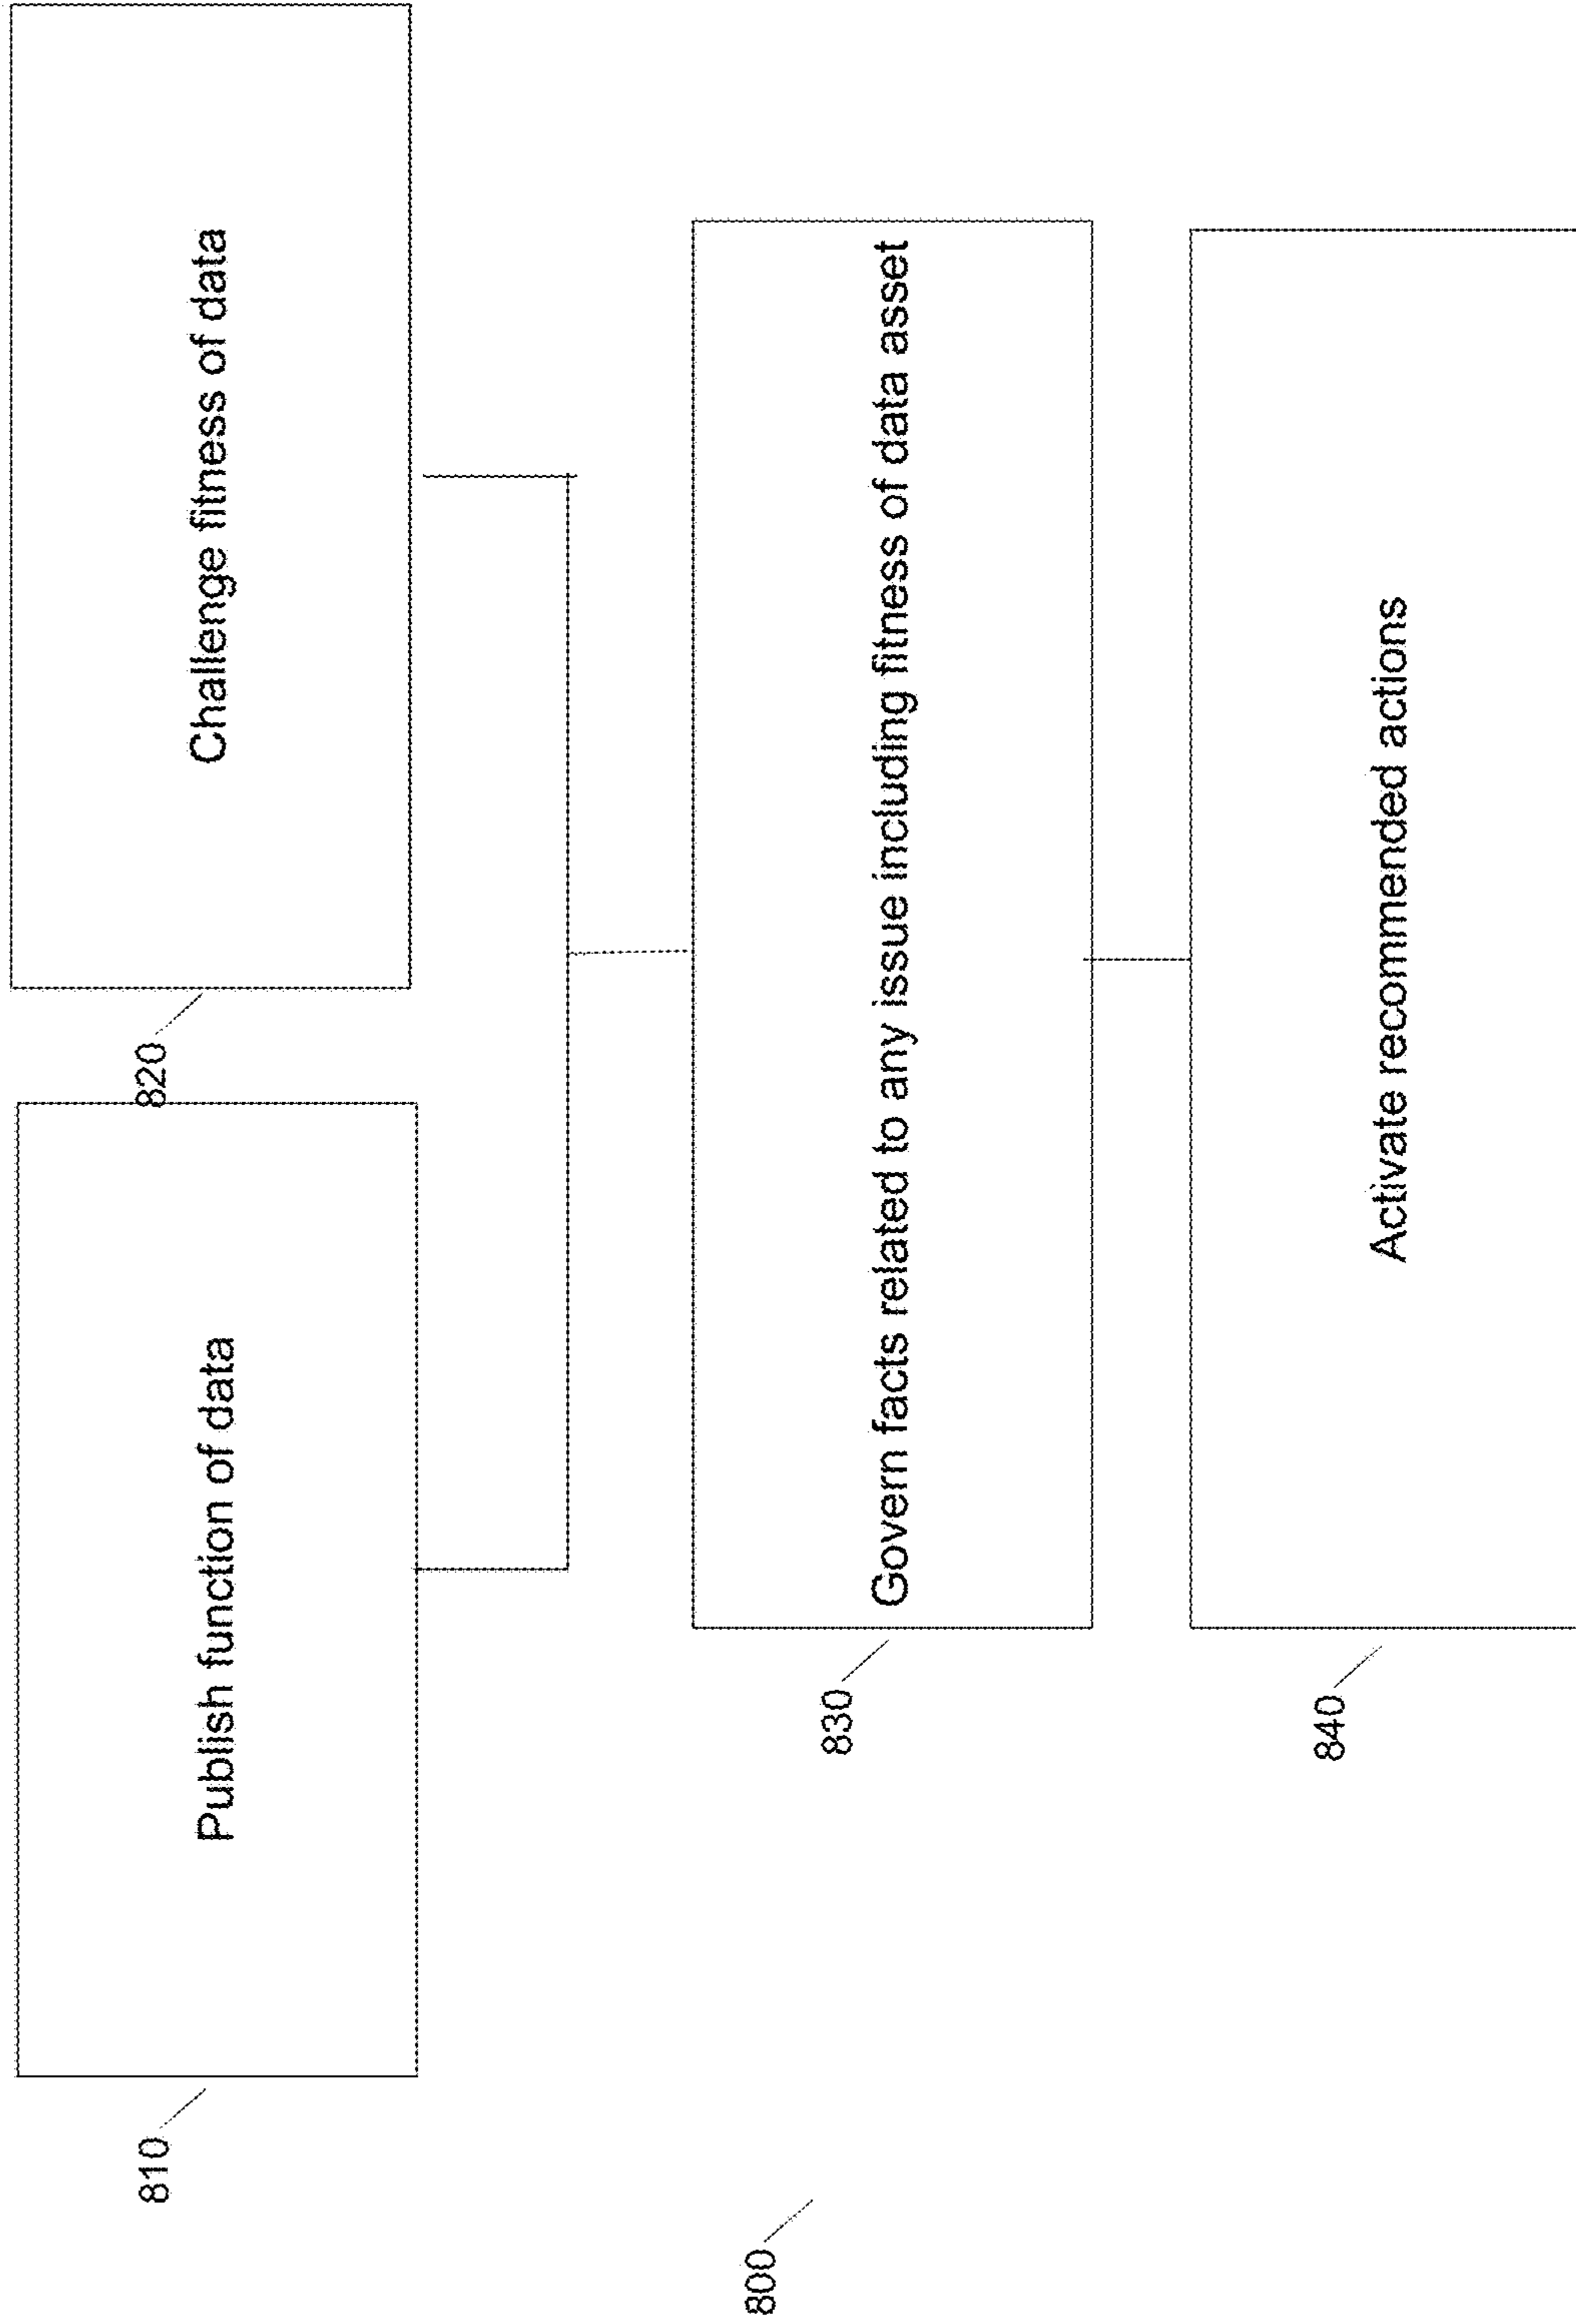 810
Publish function of data
820
Challenge fitness of data
830
Govern facts related to any issue including fitness of data asset
840
Activate recommended actions
800